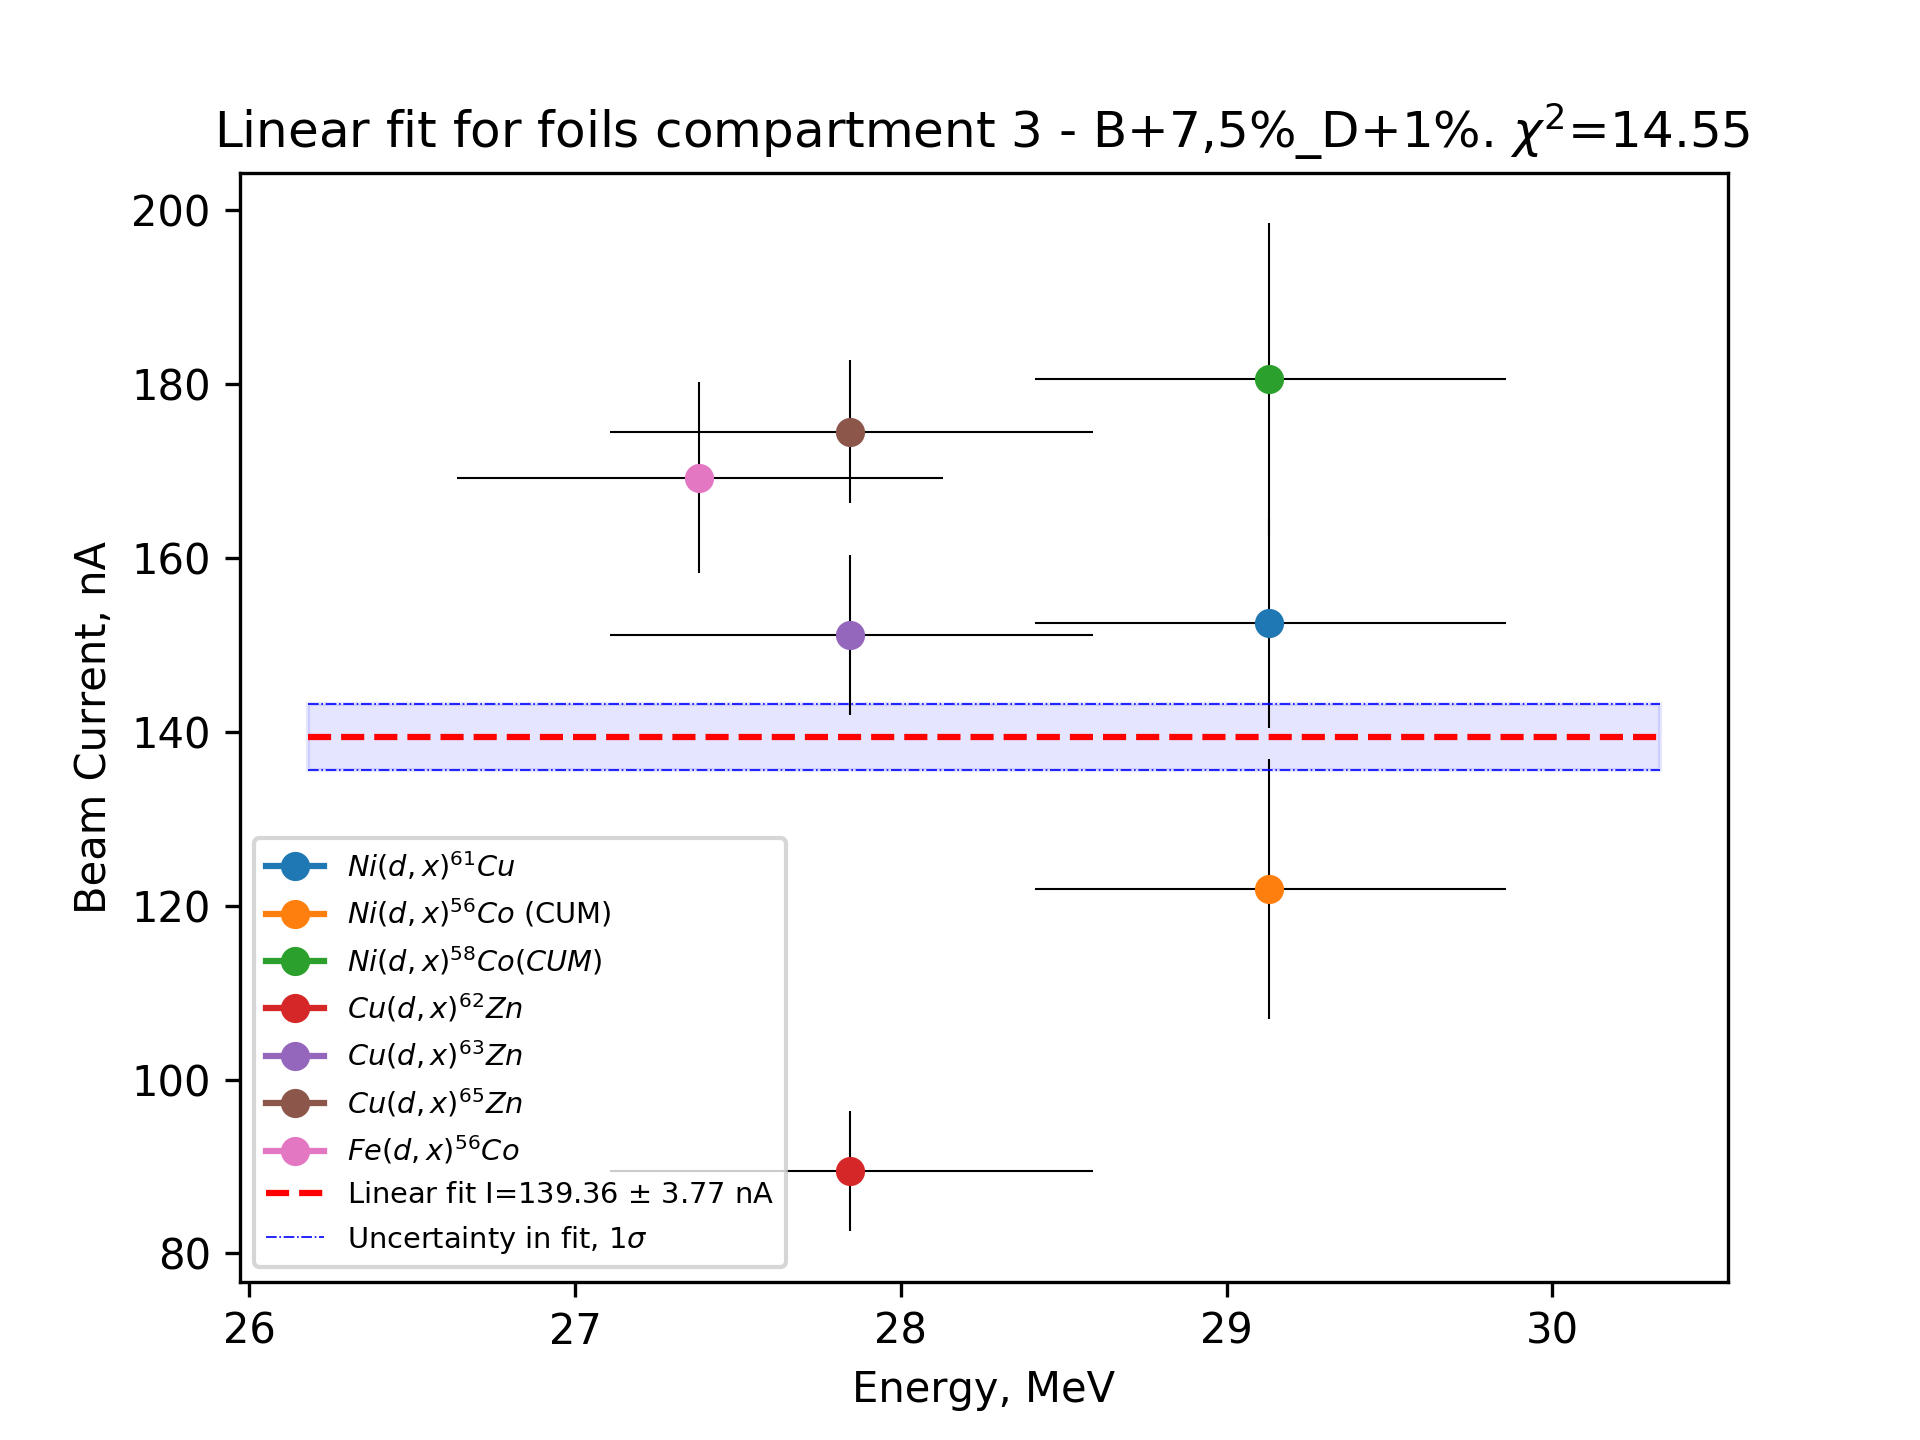 Linear fit for foils compartment 3 - B+7,5%_D+1%. χ²=14.55
200
180
160
140
120
100
80
Beam Current, nA
Ni(d, x)⁶¹Cu
Ni(d, x)⁵⁶Co (CUM)
Ni(d, x)⁵⁸Co(CUM)
Cu(d, x)⁶²Zn
Cu(d, x)⁶³Zn
Cu(d, x)⁶⁵Zn
Fe(d, x)⁵⁶Co
Linear fit I=139.36 ± 3.77 nA
Uncertainty in fit, 1σ
26 27 28 29 30
Energy, MeV